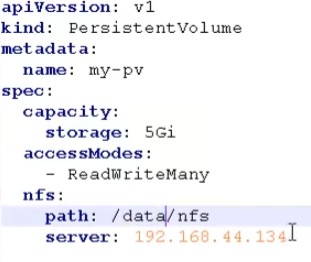 apiVersion: v1
kind: PersistentVolume
metadata:
  name: my-pv
spec:
  capacity:
    storage: 5Gi
  accessModes:
    - ReadWriteMany
  nfs:
    path: /data/nfs
    server: 192.168.44.134